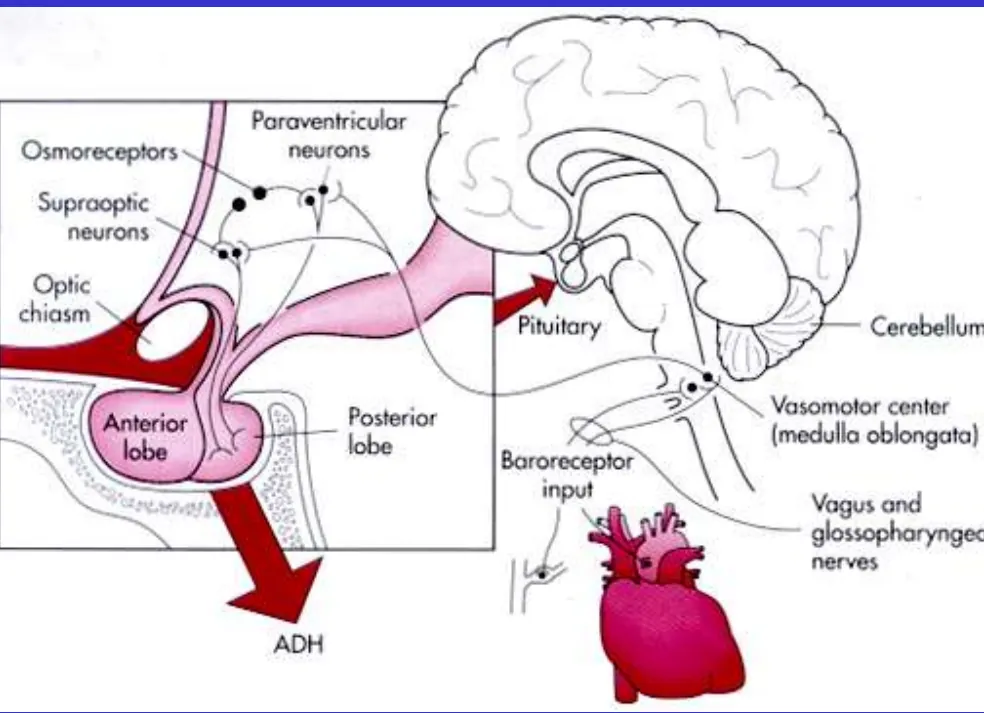 Paraventricular
neurons
Osmoreceptors
Supraoptic
neurons
Optic
chiasm
Anterior
lobe
Posterior
lobe
ADH
Pituitary
Cerebellum
Vasomotor center
(medulla oblongata)
Baroreceptor
input
Vagus and
glossopharyngea
nerves